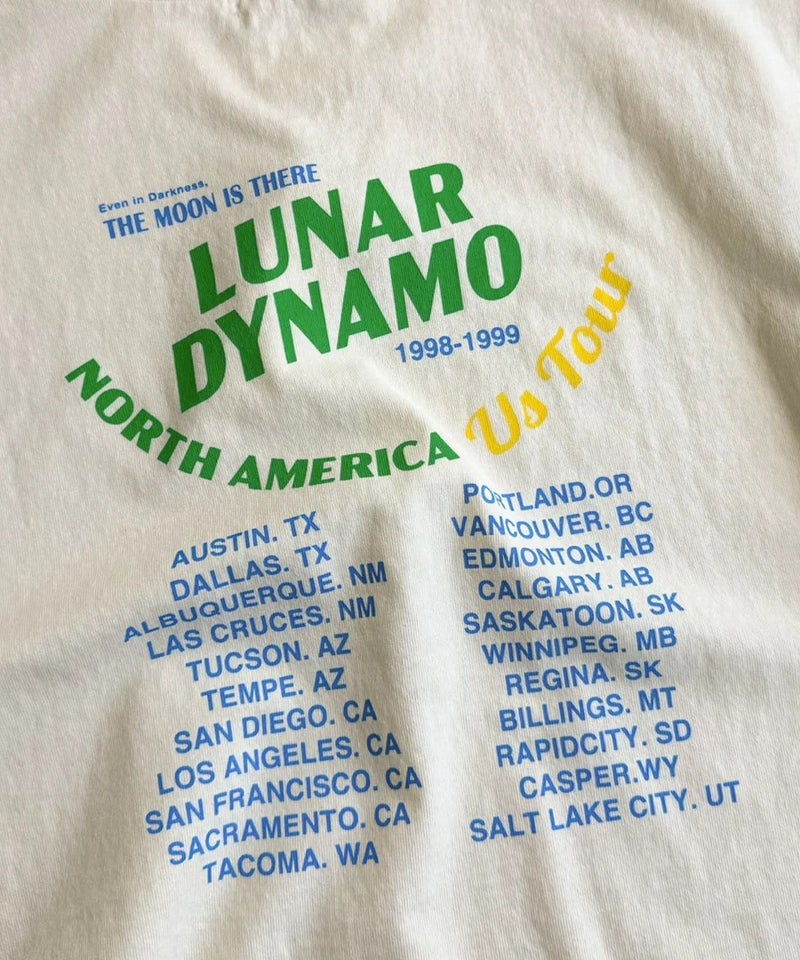 Even in Darkness,
THE MOON IS THERE
LUNAR
DYNAMO
1998-1999
NORTH AMERICA Us Tour
AUSTIN. TX
DALLAS. TX
ALBUQUERQUE. NM
LAS CRUCES. NM
TUCSON. AZ
TEMPE. AZ
SAN DIEGO. CA
LOS ANGELES. CA
SAN FRANCISCO. CA
SACRAMENTO. CA
TACOMA. WA
PORTLAND.OR
VANCOUVER. BC
EDMONTON. AB
CALGARY. AB
SASKATOON. SK
WINNIPEG. MB
REGINA. SK
BILLINGS. MT
RAPIDCITY. SD
CASPER.WY
SALT LAKE CITY. UT